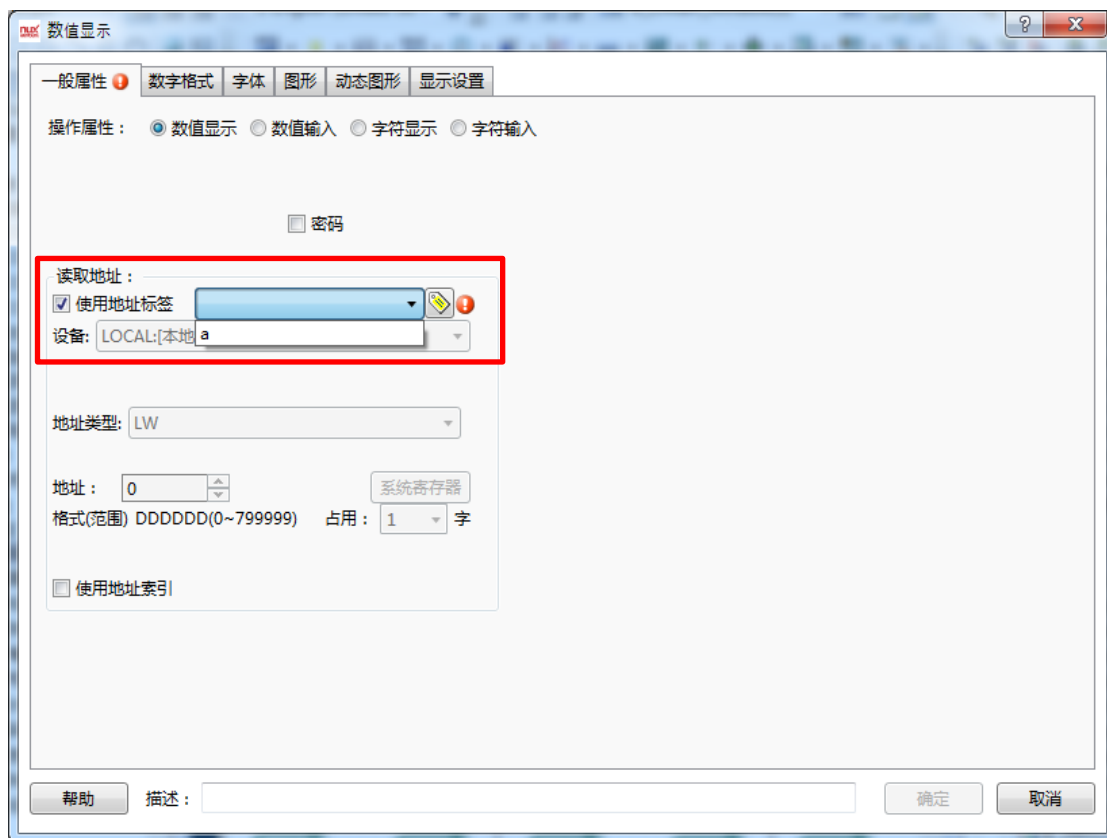 数值显示
一般属性 数字格式 字体 图形 动态图形 显示设置
操作属性： 数值显示 数值输入 字符显示 字符输入
密码
读取地址：
使用地址标签
设备: LOCAL:[本地
a
地址类型: LW
地址： 0 系统寄存器
格式(范围) DDDDDD(0~799999) 占用： 1 字
使用地址索引
帮助 描述： 确定 取消